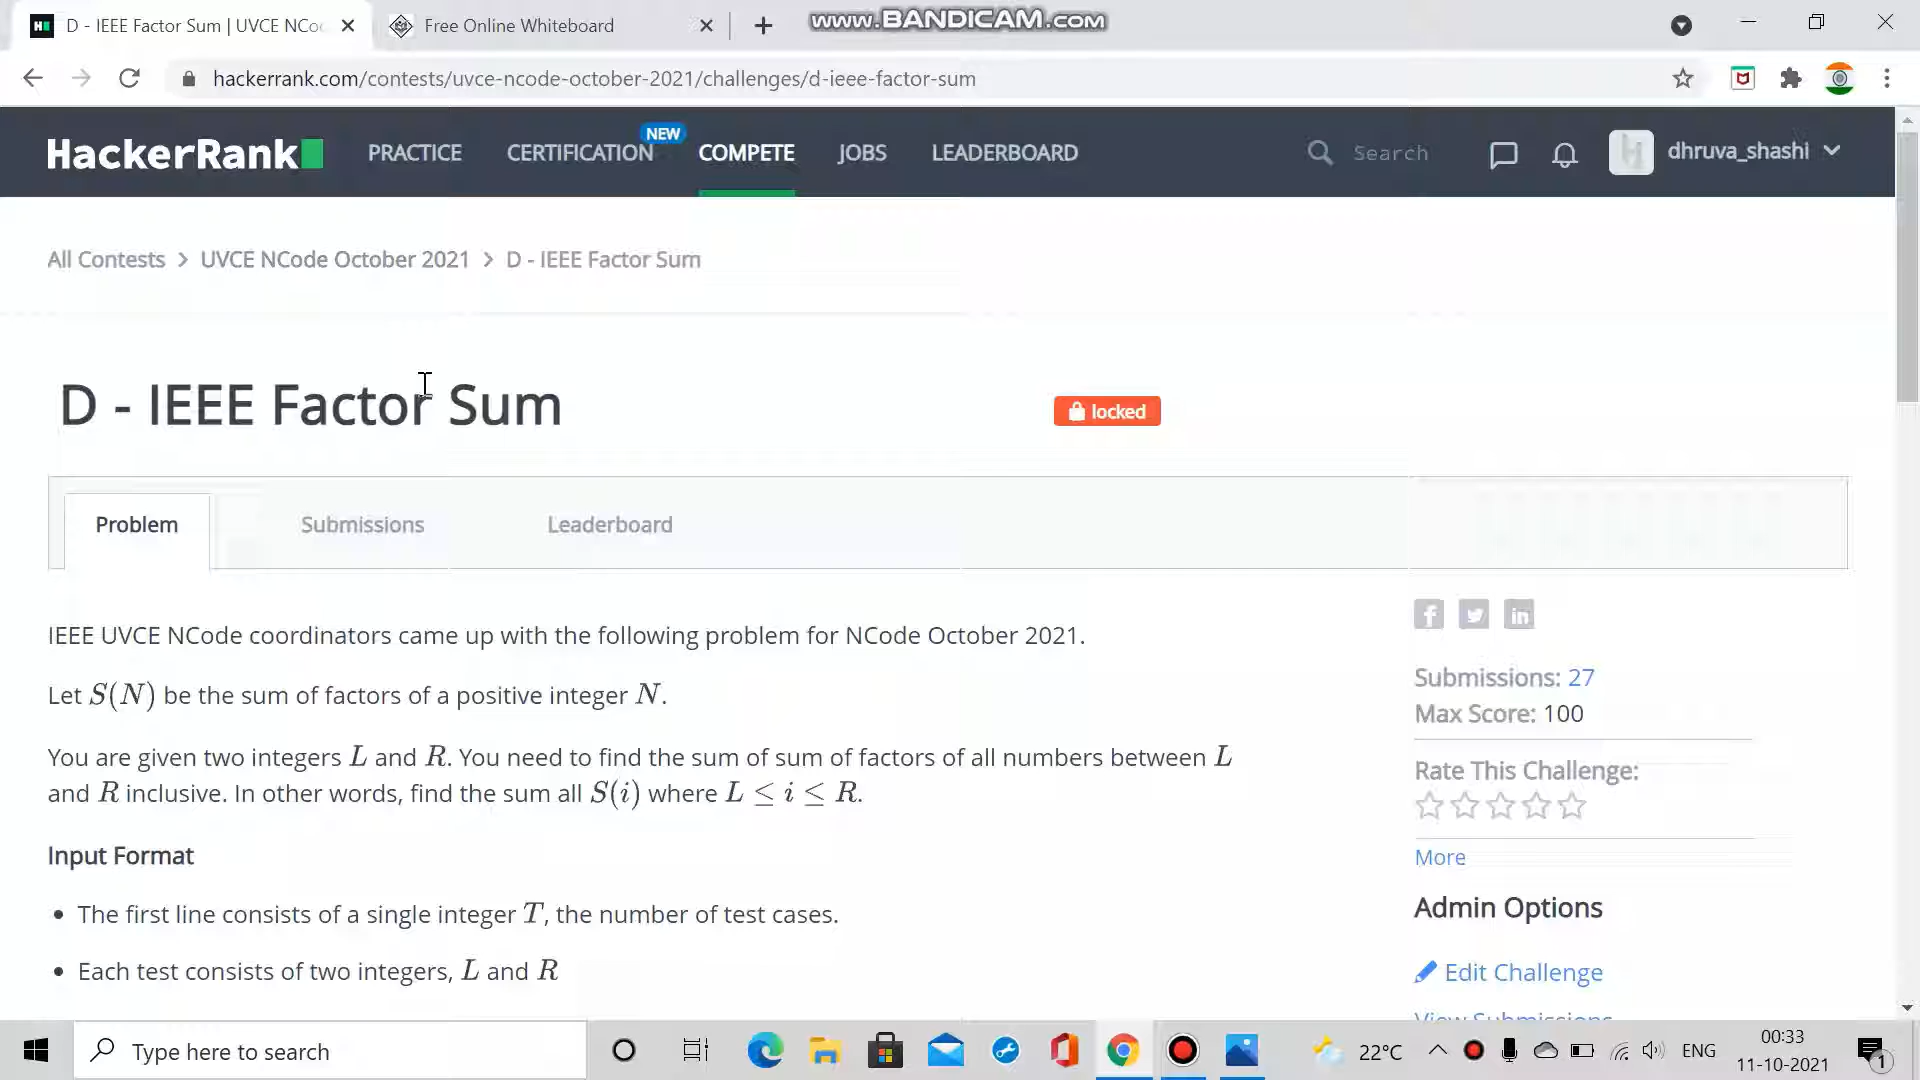 D - IEEE Factor Sum | UVCE NCo
Free Online Whiteboard
www.BANDICAM.com
hackerrank.com/contests/uvce-ncode-october-2021/challenges/d-ieee-factor-sum
HackerRank
PRACTICE
CERTIFICATION
NEW
COMPETE
JOBS
LEADERBOARD
Search
dhruva_shashi
All Contests > UVCE NCode October 2021 > D - IEEE Factor Sum
D - IEEE Factor Sum
locked
Problem
Submissions
Leaderboard
IEEE UVCE NCode coordinators came up with the following problem for NCode October 2021.
Let S(N) be the sum of factors of a positive integer N.
You are given two integers L and R. You need to find the sum of sum of factors of all numbers between L
and R inclusive. In other words, find the sum all S(i) where L ≤ i ≤ R.
Input Format
• The first line consists of a single integer T, the number of test cases.
• Each test consists of two integers, L and R
Submissions: 27
Max Score: 100
Rate This Challenge:
More
Admin Options
Edit Challenge
View Submissions
Type here to search
22°C
ENG
00:33
11-10-2021
1